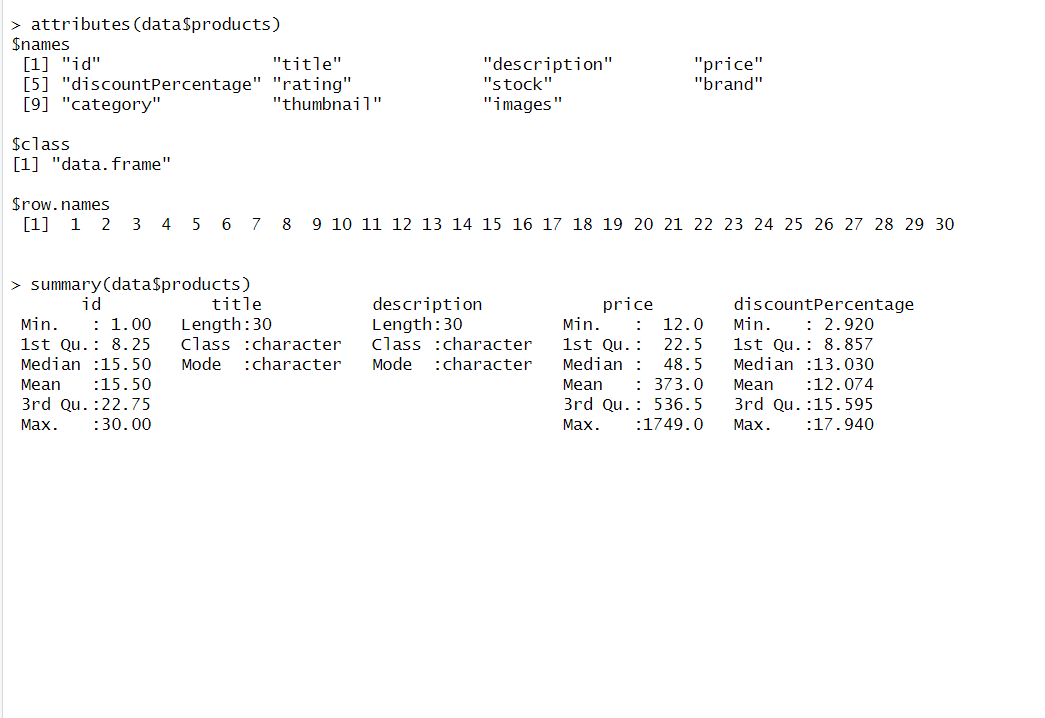 > attributes(data$products)
$names
 [1] "id"                 "title"              "description"        "price"
 [5] "discountPercentage" "rating"             "stock"              "brand"
 [9] "category"           "thumbnail"          "images"
$class
[1] "data.frame"
$row.names
 [1]  1  2  3  4  5  6  7  8  9 10 11 12 13 14 15 16 17 18 19 20 21 22 23 24 25 26 27 28 29 30
> summary(data$products)
       id           title           description            price        discountPercentage
 Min.   : 1.00   Length:30          Length:30          Min.   :  12.0   Min.   : 2.920
 1st Qu.: 8.25   Class :character   Class :character   1st Qu.:  22.5   1st Qu.: 8.857
 Median :15.50   Mode  :character   Mode  :character   Median :  48.5   Median :13.030
 Mean   :15.50                                         Mean   : 373.0   Mean   :12.074
 3rd Qu.:22.75                                         3rd Qu.: 536.5   3rd Qu.:15.595
 Max.   :30.00                                         Max.   :1749.0   Max.   :17.940